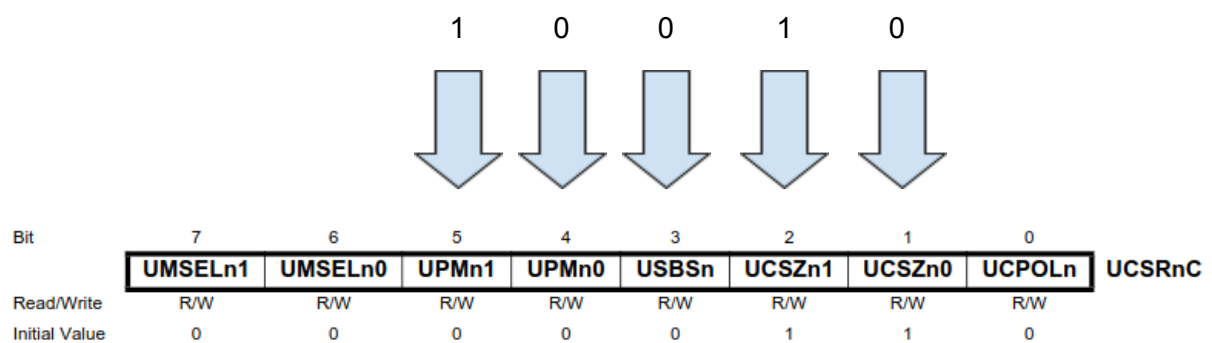 1 0 0 1 0
Bit 7 6 5 4 3 2 1 0
UMSELn1 UMSELn0 UPMn1 UPMn0 USBSn UCSZn1 UCSZn0 UCPOLn UCSRnC
Read/Write R/W R/W R/W R/W R/W R/W R/W R/W
Initial Value 0 0 0 0 0 1 1 0